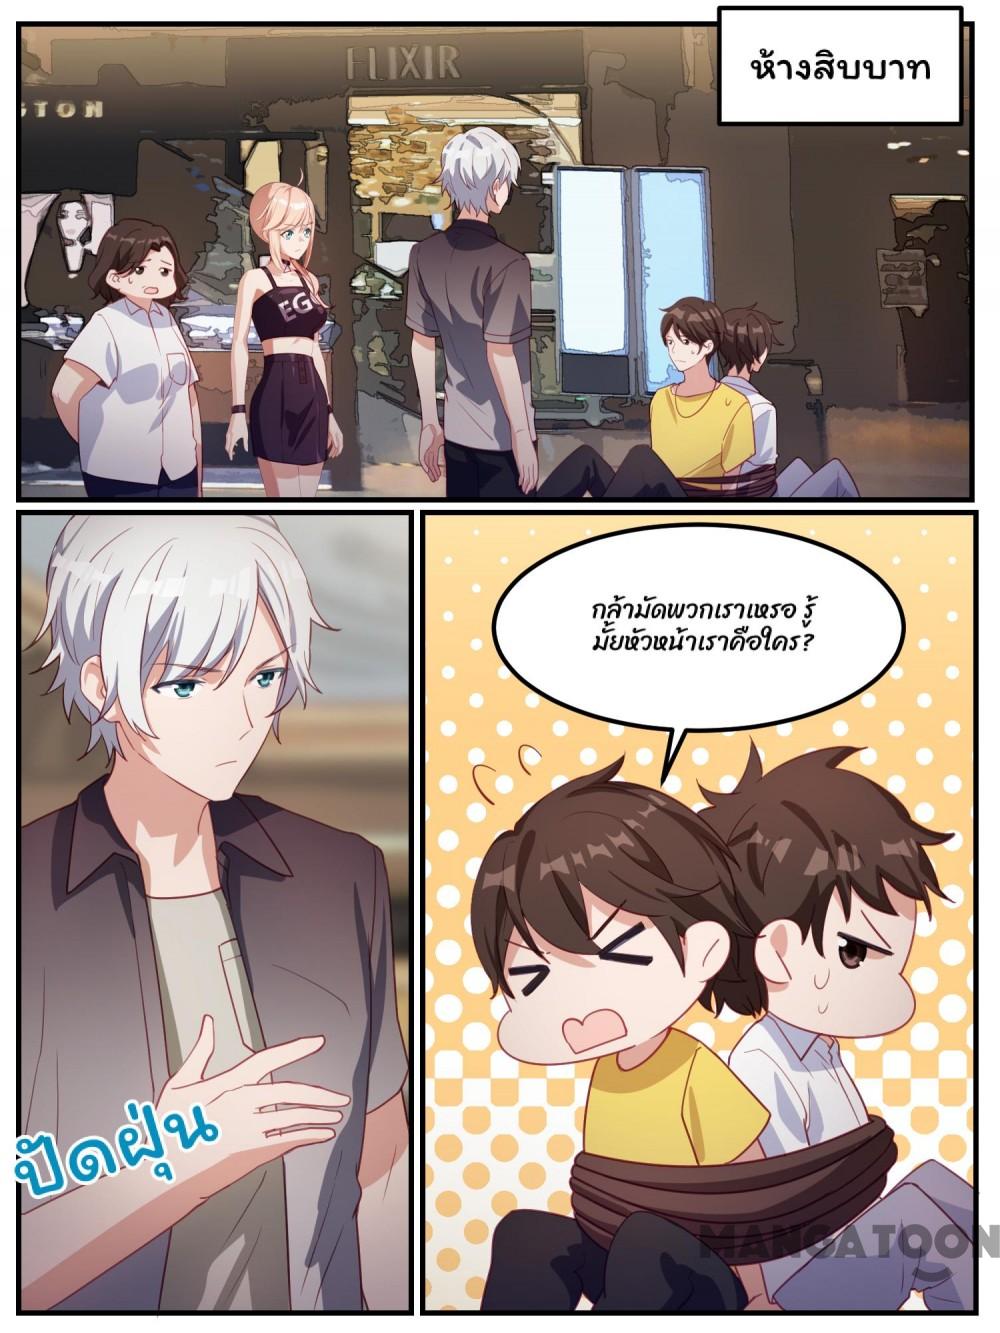 ห้างสิบบาท
ELIXIR
GTON
EG
กล้ามัดพวกเราเหรอ รู้
มั้ยหัวหน้าเราคือใคร?
ปัดฝุ่น
MANGATOON